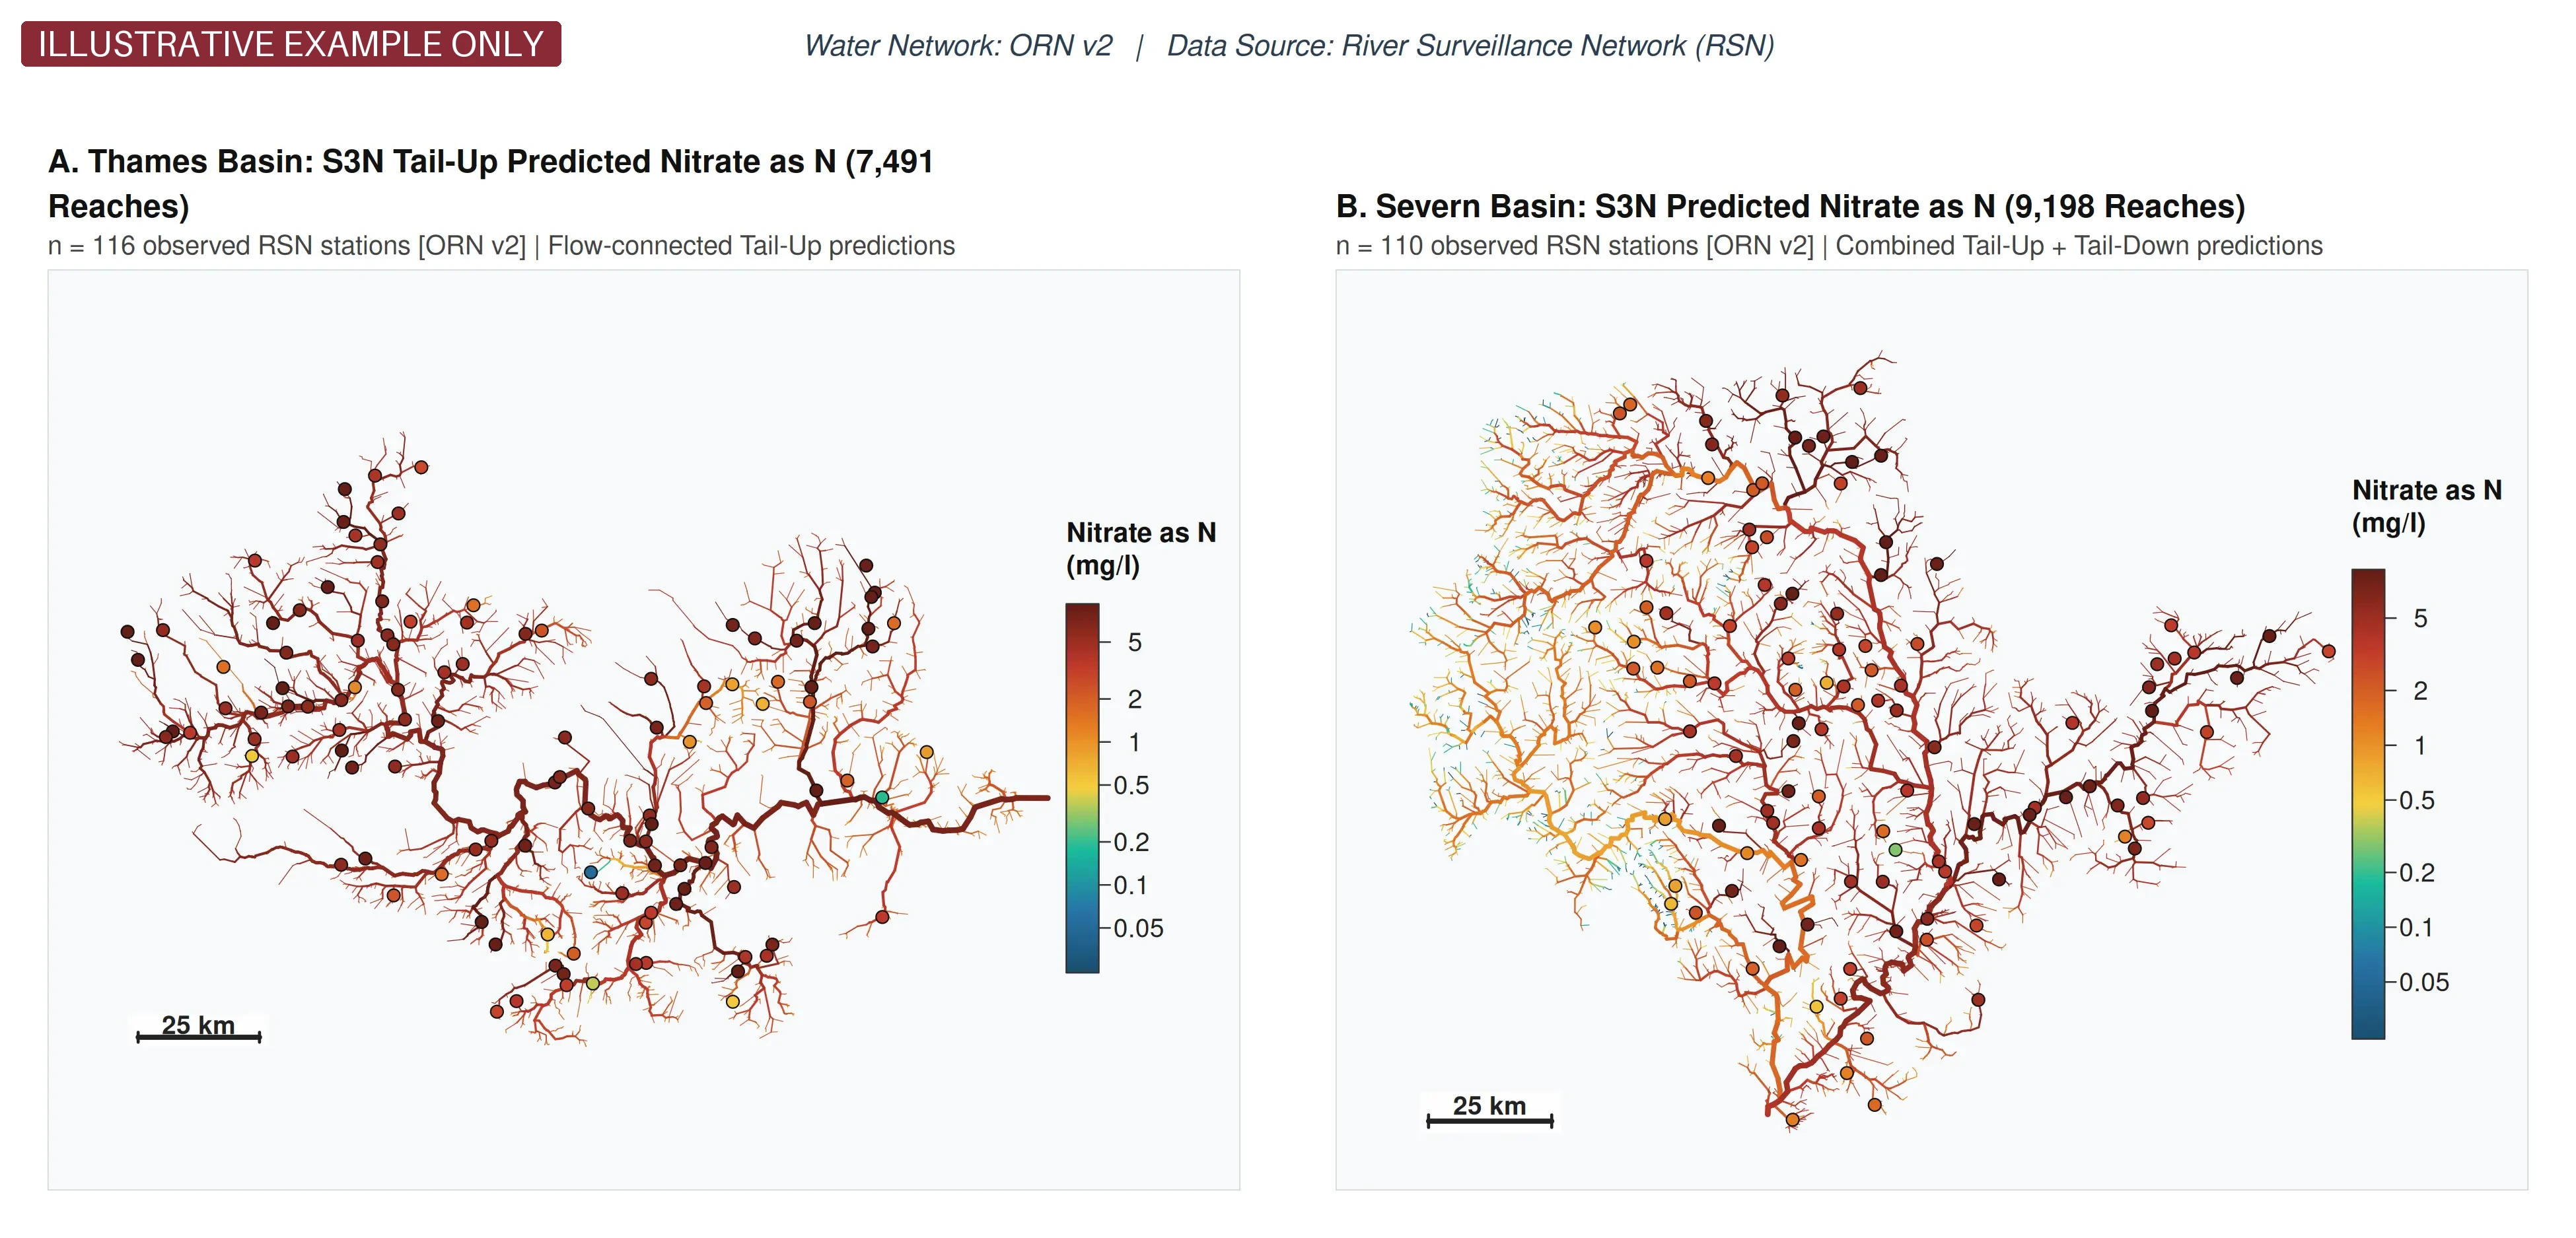 ILLUSTRATIVE EXAMPLE ONLY
Water Network: ORN v2 | Data Source: River Surveillance Network (RSN)
A. Thames Basin: S3N Tail-Up Predicted Nitrate as N (7,491
Reaches)
n = 116 observed RSN stations [ORN v2] | Flow-connected Tail-Up predictions
Nitrate as N
(mg/l)
5
2
1
0.5
0.2
0.1
0.05
25 km
B. Severn Basin: S3N Predicted Nitrate as N (9,198 Reaches)
n = 110 observed RSN stations [ORN v2] | Combined Tail-Up + Tail-Down predictions
Nitrate as N
(mg/l)
5
2
1
0.5
0.2
0.1
0.05
25 km